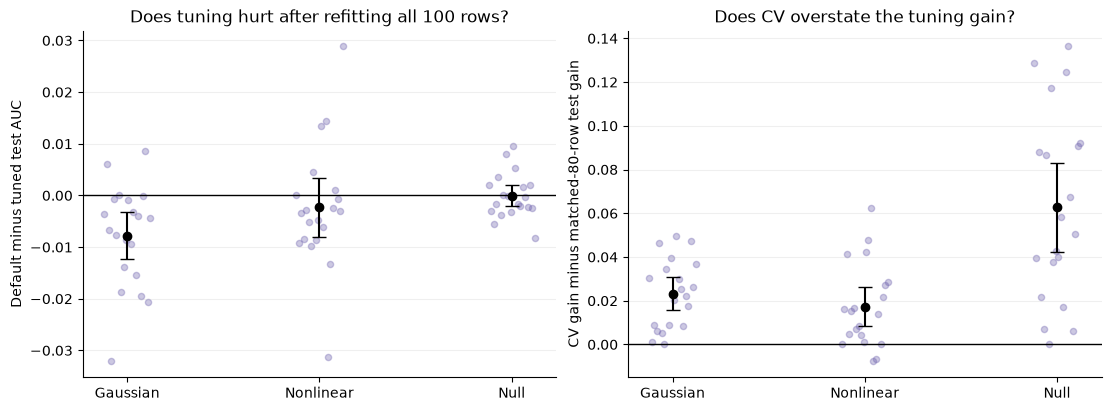 Does tuning hurt after refitting all 100 rows?
Default minus tuned test AUC
0.03
0.02
0.01
0.00
−0.01
−0.02
−0.03
Gaussian
Nonlinear
Null
Does CV overstate the tuning gain?
CV gain minus matched-80-row test gain
0.14
0.12
0.10
0.08
0.06
0.04
0.02
0.00
Gaussian
Nonlinear
Null